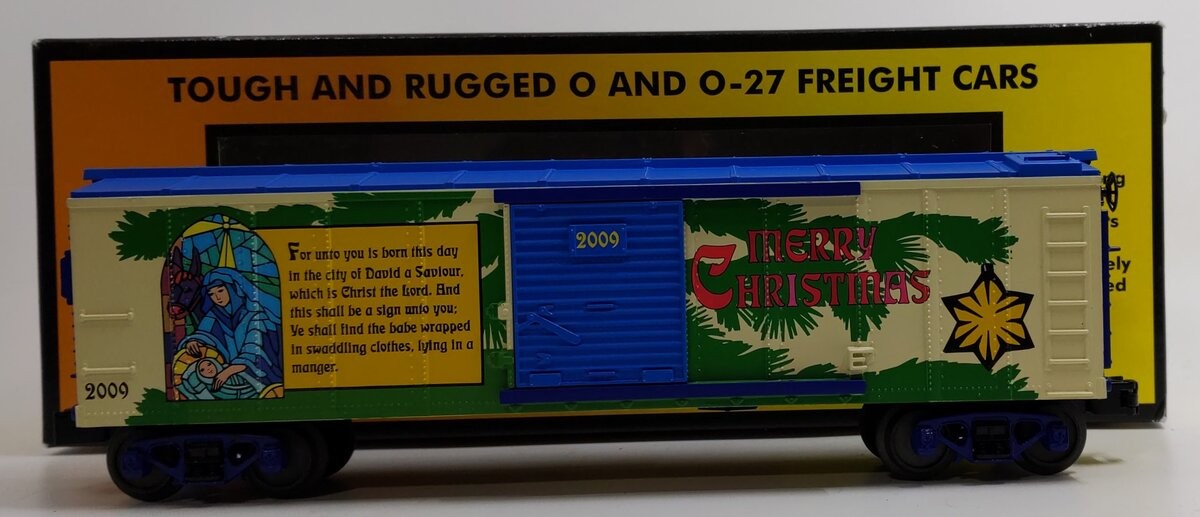 TOUGH AND RUGGED O AND O-27 FREIGHT CARS
For unto you is born this day
in the city of David a Saviour,
which is Christ the Lord. And
this shall be a sign unto you;
Ye shall find the babe wrapped
in swaddling clothes, lying in a
manger.
2009
2009
MERRY
CHRISTMAS